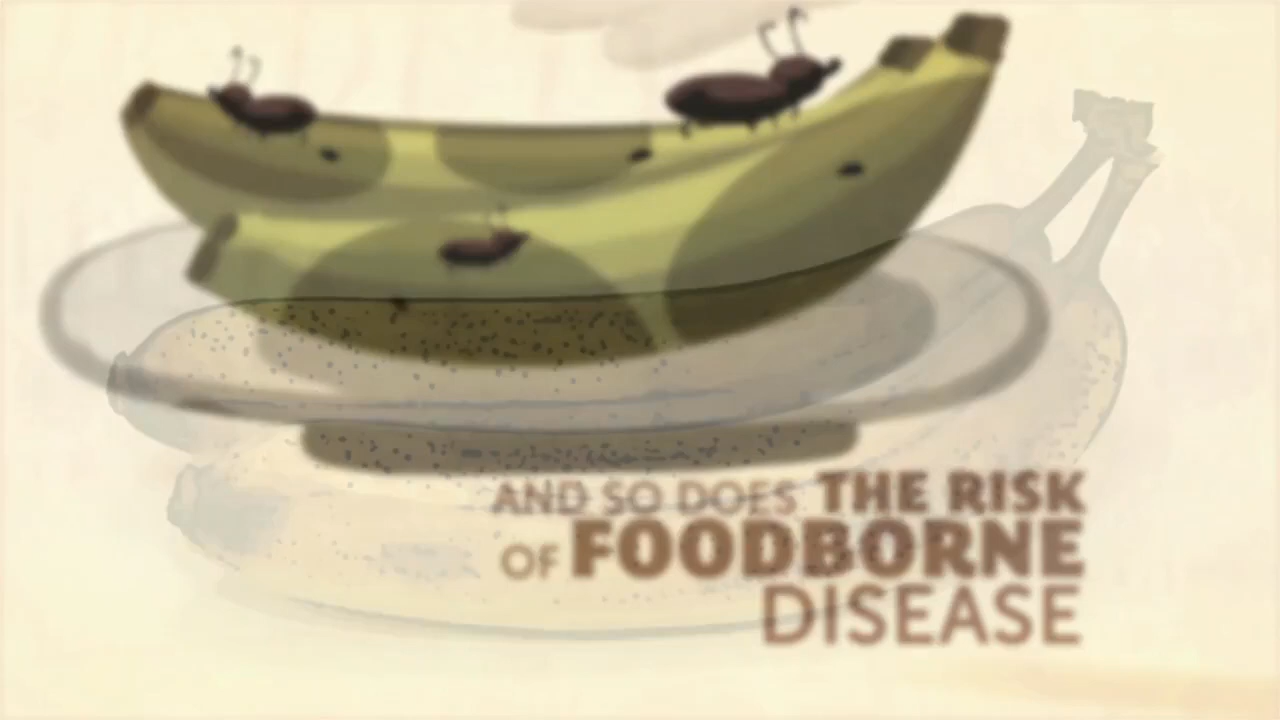 AND SO DOES THE RISK
OF FOODBORNE
DISEASE